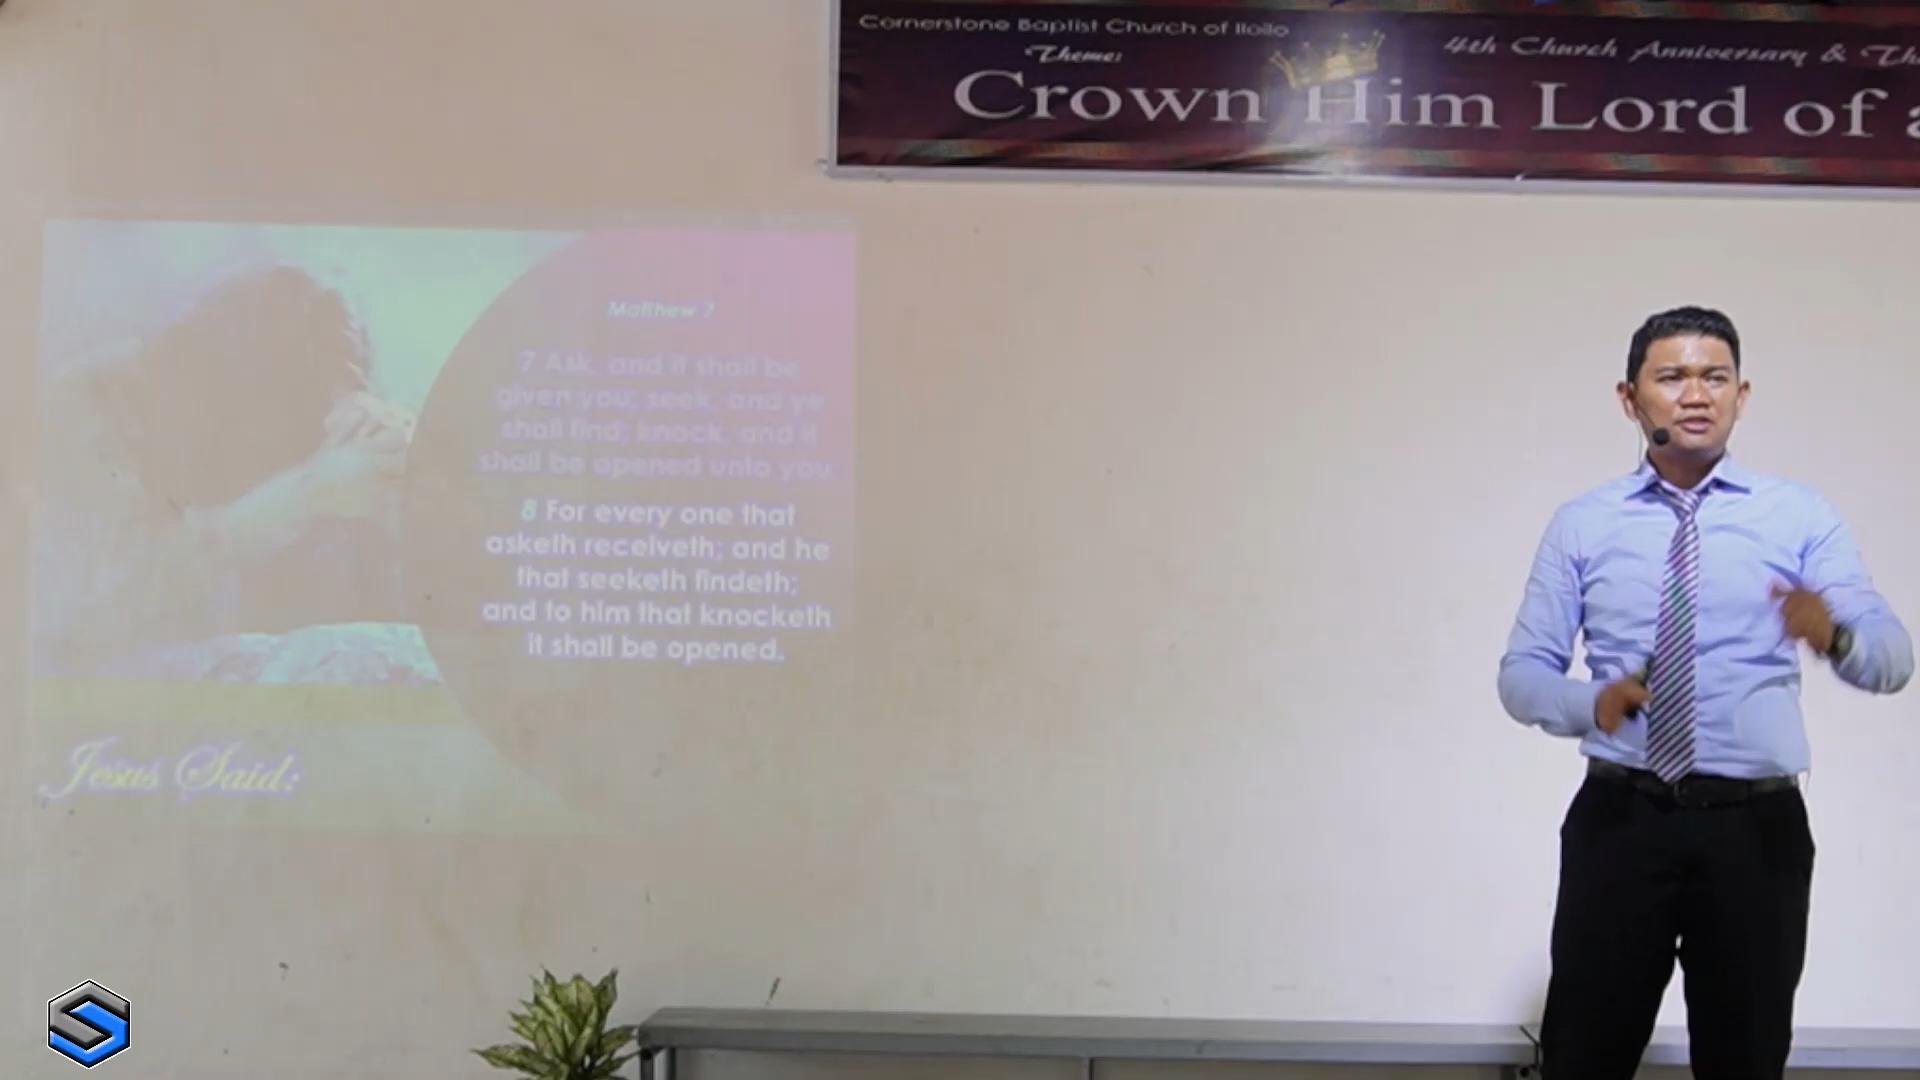 Cornerstone Baptist Church of Iloilo
Theme:
4th Church Anniversary &
Crown Him Lord of
Matthew 7
7 Ask, and it shall be
given you; seek, and ye
shall find; knock, and it
shall be opened unto you.
8 For every one that
asketh receiveth; and he
that seeketh findeth;
and to him that knocketh
it shall be opened.
Jesus Said: